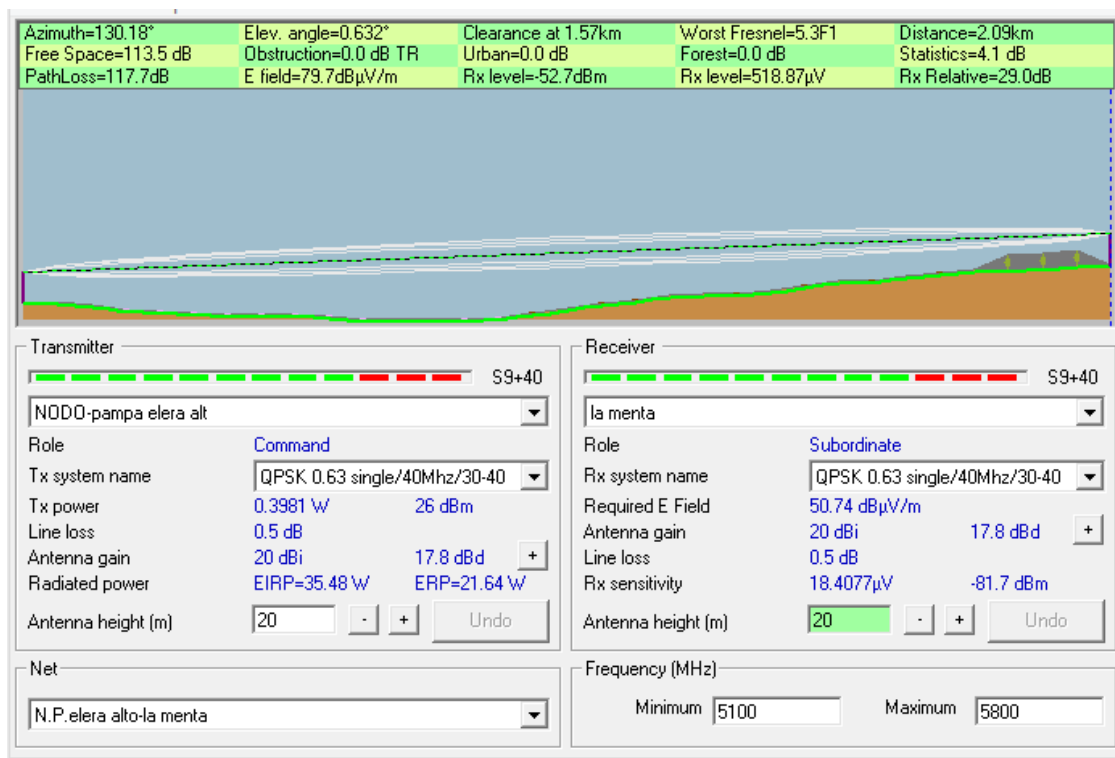 Azimuth=130.18° Elev. angle=0.632° Clearance at 1.57km Worst Fresnel=5.3F1 Distance=2.09km
Free Space=113.5 dB Obstruction=0.0 dB TR Urban=0.0 dB Forest=0.0 dB Statistics=4.1 dB
PathLoss=117.7dB E field=79.7dBµV/m Rx level=-52.7dBm Rx level=518.87µV Rx Relative=29.0dB
Transmitter
S9+40
NODO-pampa elera alt
Role Command
Tx system name QPSK 0.63 single/40Mhz/30-40
Tx power 0.3981 W 26 dBm
Line loss 0.5 dB
Antenna gain 20 dBi 17.8 dBd +
Radiated power EIRP=35.48 W ERP=21.64 W
Antenna height (m) 20 - + Undo
Receiver
S9+40
la menta
Role Subordinate
Rx system name QPSK 0.63 single/40Mhz/30-40
Required E Field 50.74 dBµV/m
Antenna gain 20 dBi 17.8 dBd +
Line loss 0.5 dB
Rx sensitivity 18.4077µV -81.7 dBm
Antenna height (m) 20 - + Undo
Net
N.P.elera alto-la menta
Frequency (MHz)
Minimum 5100 Maximum 5800